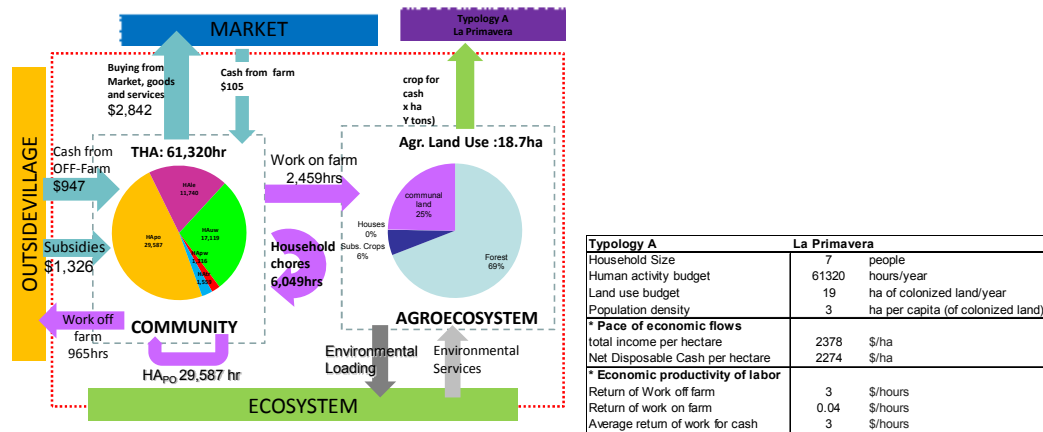 MARKET
Typology A
La Primavera
Buying from
Market, goods
and services
$2,842
Cash from farm
$105
crop for
cash
x ha
Y tons)
OUTSIDEVILLAGE
Cash from
OFF-Farm
$947
Subsidies
$1,326
Work off
farm
965hrs
THA: 61,320hr
HAle
11,740
HAuw
17,119
HApo
29,587
HApw
COMMUNITY
HAPO 29,587 hr
Work on farm
2,459hrs
Household
chores
6,049hrs
Agr. Land Use :18.7ha
communal
land
25%
Houses
0%
Subs. Crops
6%
Forest
69%
AGROECOSYSTEM
Environmental
Loading
Environmental
Services
ECOSYSTEM
Typology A La Primavera
Household Size 7 people
Human activity budget 61320 hours/year
Land use budget 19 ha of colonized land/year
Population density 3 ha per capita (of colonized land)
* Pace of economic flows
total income per hectare 2378 $/ha
Net Disposable Cash per hectare 2274 $/ha
* Economic productivity of labor
Return of Work off farm 3 $/hours
Return of work on farm 0.04 $/hours
Average return of work for cash 3 $/hours